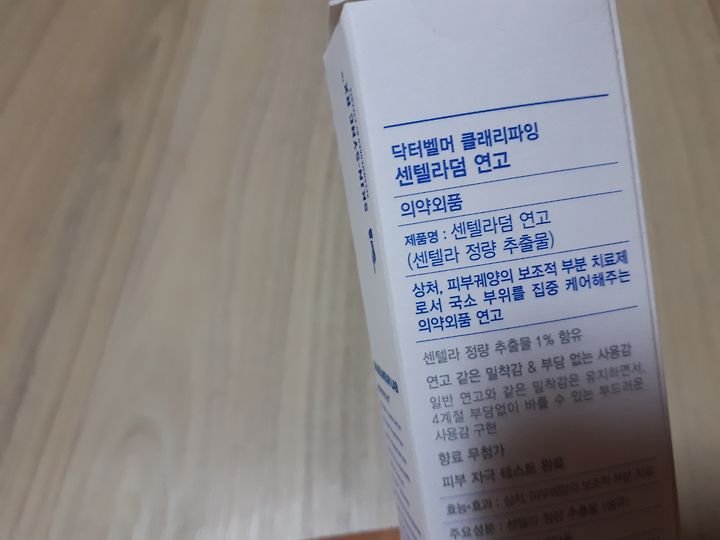 닥터벨머 클래리파잉
센텔라덤 연고
의약외품
제품명 : 센텔라덤 연고
(센텔라 정량 추출물)
상처, 피부궤양의 보조적 부분 치료제
로서 국소 부위를 집중 케어해주는
의약외품 연고
센텔라 정량 추출물 1% 함유
연고 같은 밀착감 & 부담 없는 사용감
일반 연고와 같은 밀착감은 유지하면서,
4계절 부담없이 바를 수 있는 부드러운
사용감 구현
향료 무첨가
피부 자극 테스트 완료
효능·효과 : 상처, 피부궤양의 보조적 부분 치료
주요성분 : 센텔라 정량 추출물 (생규)